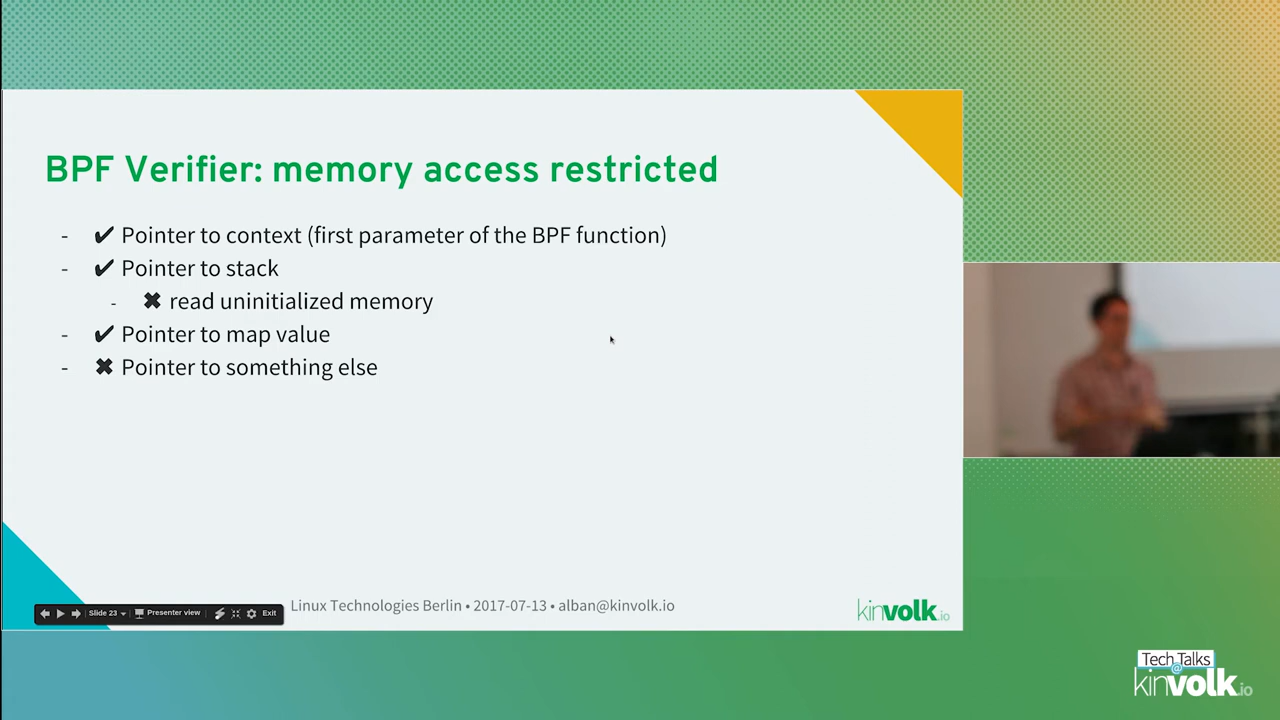 BPF Verifier: memory access restricted
- ✔ Pointer to context (first parameter of the BPF function)
- ✔ Pointer to stack
- ✖ read uninitialized memory
- ✔ Pointer to map value
- ✖ Pointer to something else
Slide 23 Presenter view Exit
Linux Technologies Berlin • 2017-07-13 • alban@kinvolk.io
kinvolk.io
Tech Talks
@
kinvolk.io